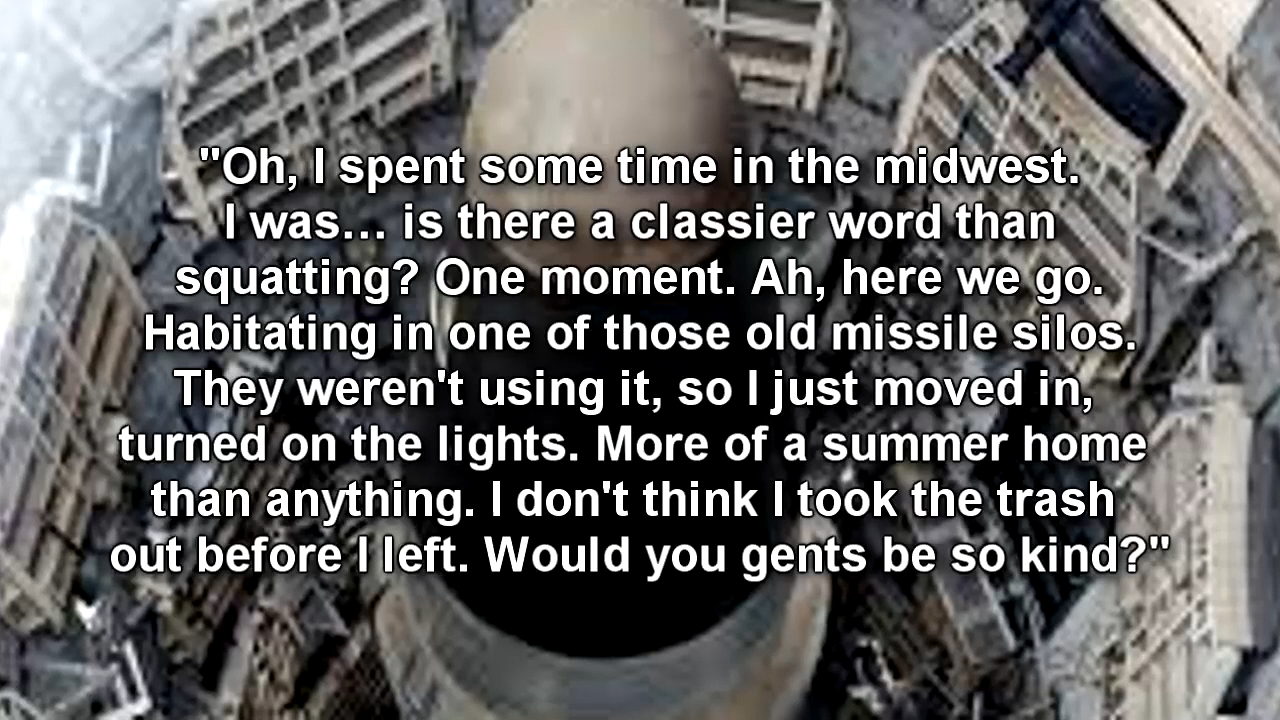 "Oh, I spent some time in the midwest.
I was… is there a classier word than
squatting? One moment. Ah, here we go.
Habitating in one of those old missile silos.
They weren't using it, so I just moved in,
turned on the lights. More of a summer home
than anything. I don't think I took the trash
out before I left. Would you gents be so kind?"